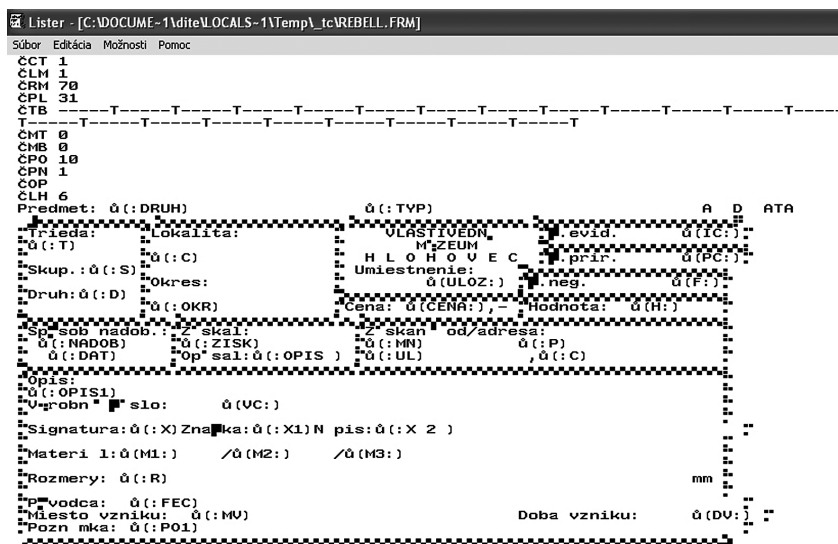 Lister - [C:\DOCUME~1\dite\LOCALS~1\Temp\_tc\REBELL.FRM]
Súbor Editácia Možnosti Pomoc
ČCT 1
ČLM 1
ČRM 70
ČPL 31
ČTB -----T-----T-----T-----T-----T-----T-----T-----T-----T-----T-----T-----T----
T-----T-----T-----T-----T-----T-----T-----T-----T-----T
ČMT 0
ČMB 0
ČPO 10
ČPN 1
ČOP
ČLH 6
Predmet: ů(:DRUH) ů(:TYP) A D ATA
Trieda: Lokalita: VLASTIVEDN .evid. ů(IC:)
ů(:T) M ZEUM
ů(:C) H L O H O V E C .prír. ů(PC:)
Skup.:ů(:S) Umiestnenie:
Okres: ů(ULOZ:) .neg. ů(F:)
Druh:ů(:D)
ů(:OKR) Cena: ů(CENA:),- Hodnota: ů(H:)
Sp sob nadob.: Z skal: Z skan od/adresa:
ů(:NADOB) ů(:ZISK) ů(:MN) ů(:P)
ů(:DAT) Op sal:ů(:OPIS ) ů(:UL) ,ů(:C)
Opis:
ů(:OPIS1)
V robn slo: ů(VC:)
Signatura:ů(:X) Zna ka:ů(:X1)N pis:ů(:X 2 )
Materi l:ů(M1:) /ů(M2:) /ů(M3:)
Rozmery: ů(:R) mm
P vodca: ů(:FEC)
Miesto vzniku: ů(:MV) Doba vzniku: ů(DV:)
Pozn mka: ů(:PO1)